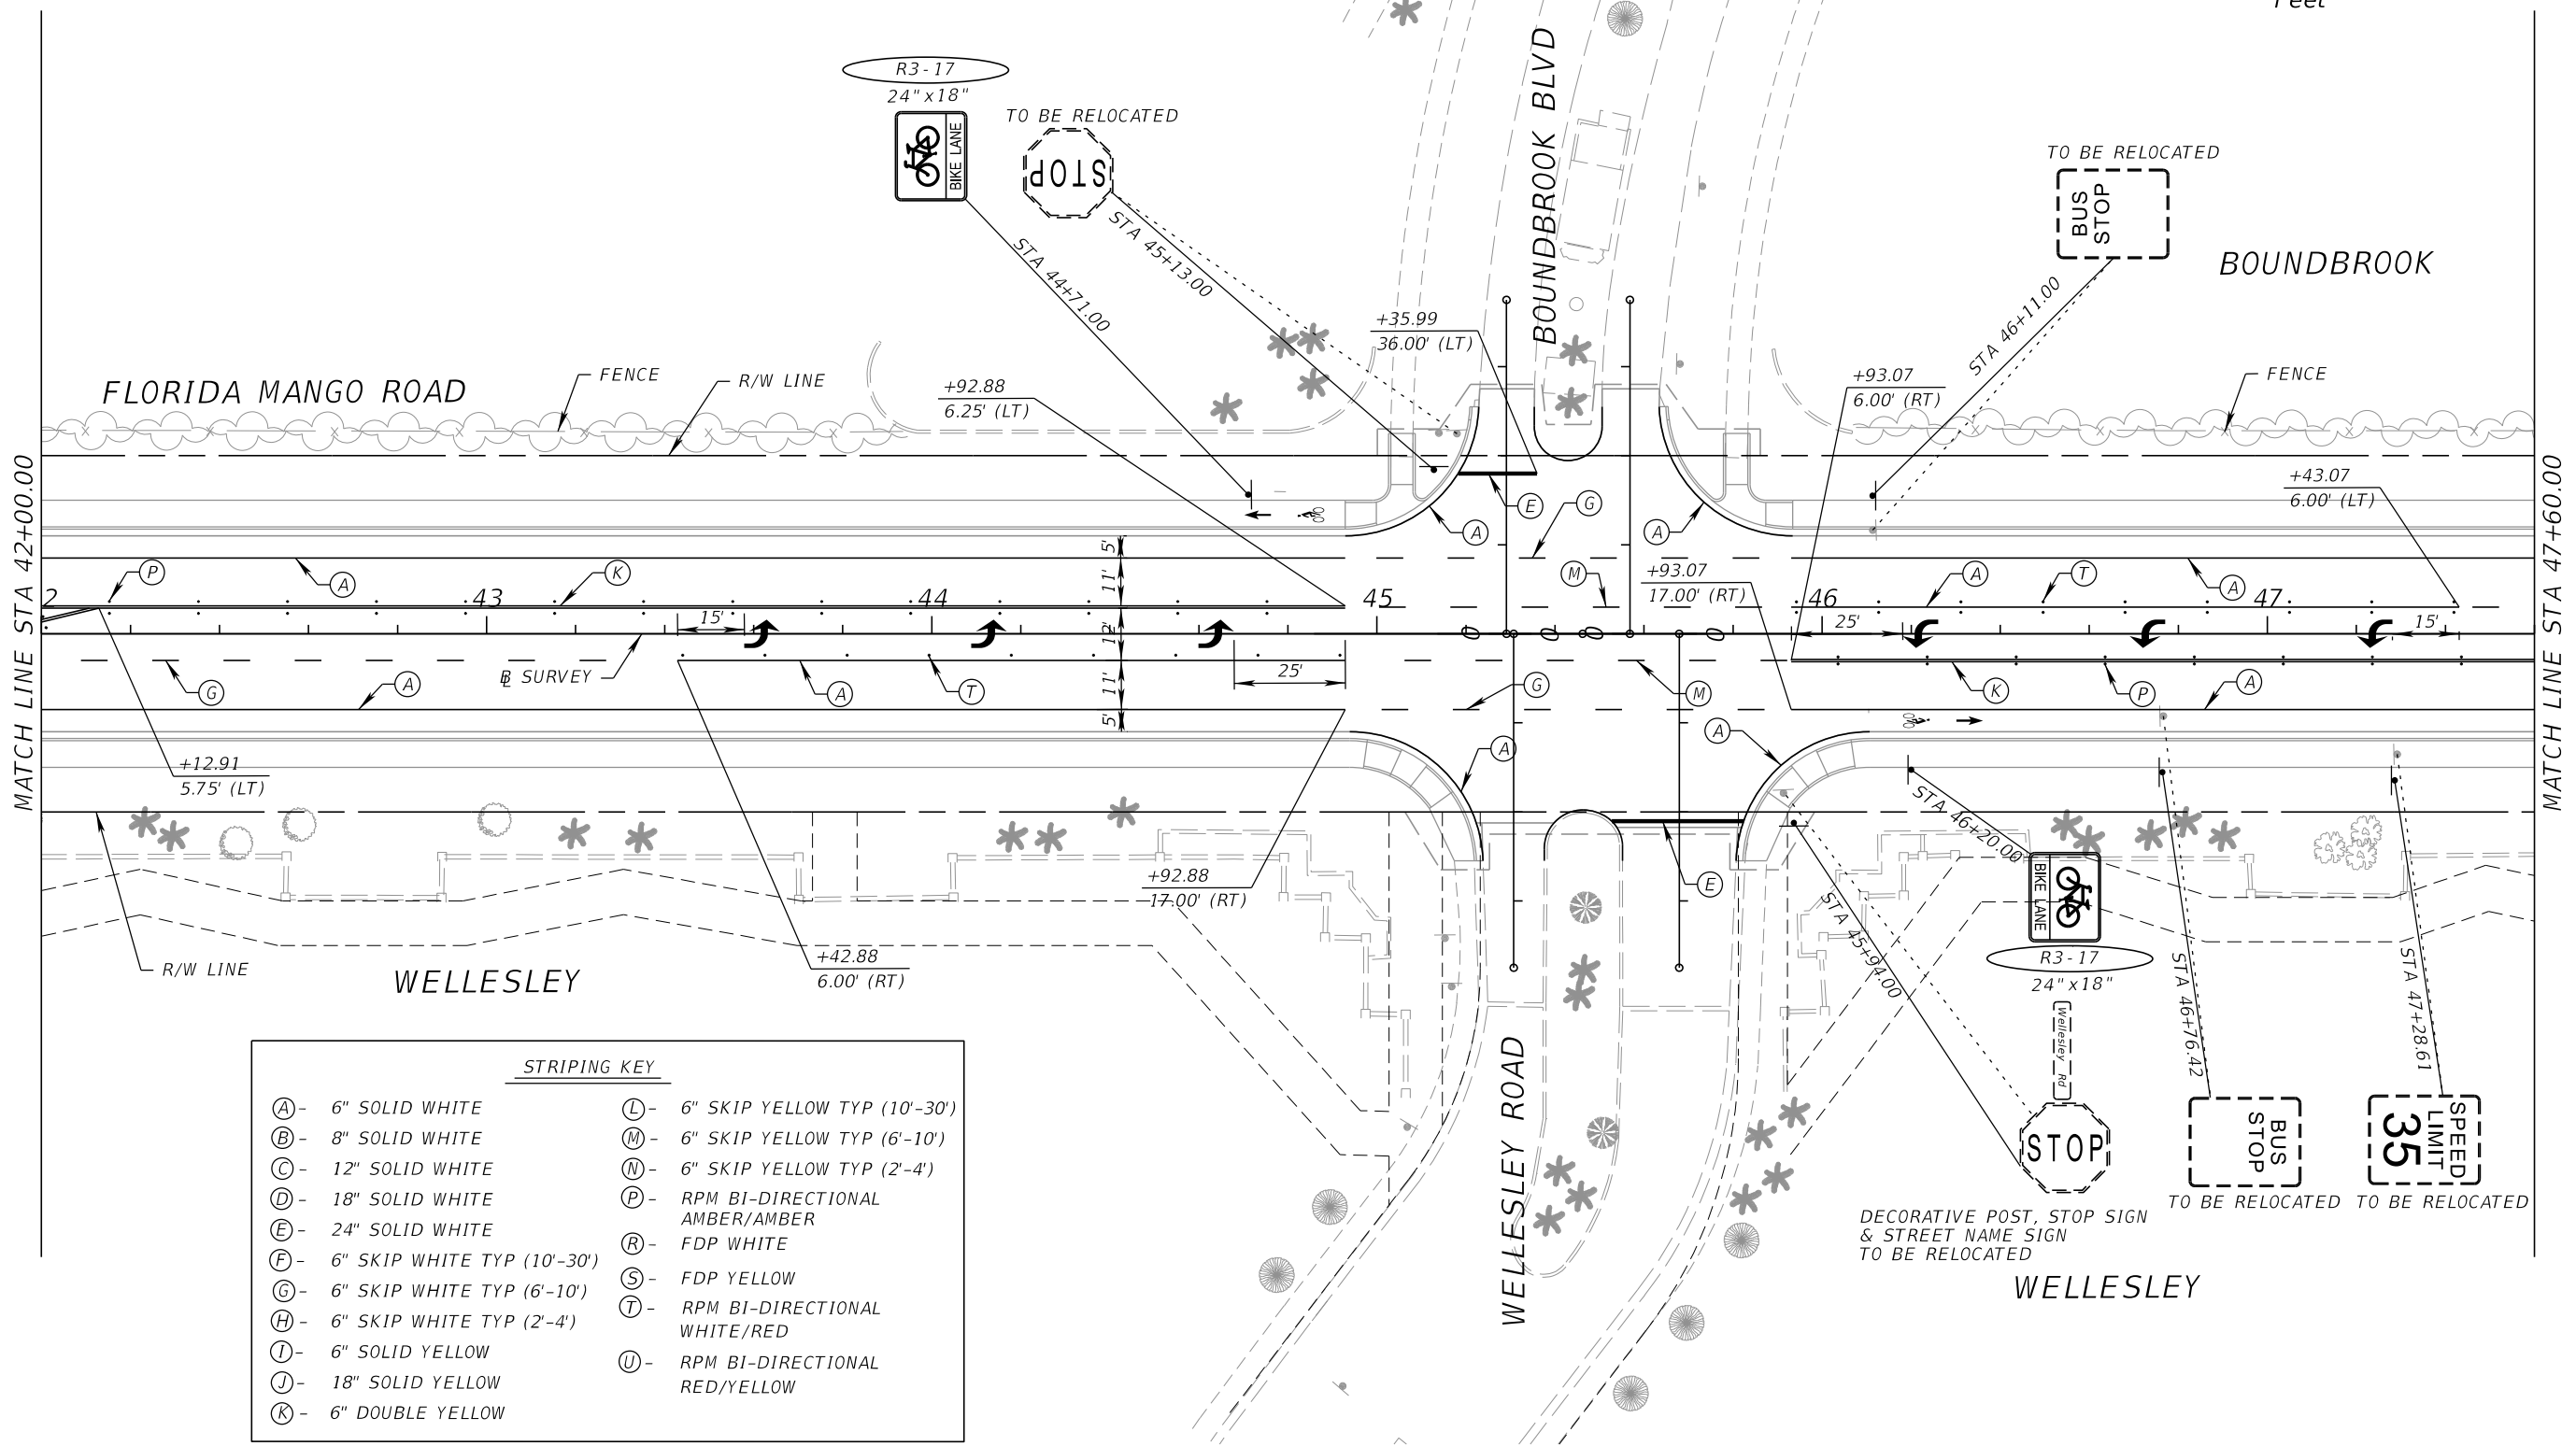 Feet
R3-17
24"x18"
BIKE LANE
TO BE RELOCATED
STOP
STA 44+71.00
STA 45+13.00
BOUNDBROOK BLVD
TO BE RELOCATED
BUS
STOP
BOUNDBROOK
STA 46+11.00
FLORIDA MANGO ROAD
FENCE
R/W LINE
+92.88
6.25' (LT)
+35.99
36.00' (LT)
+93.07
6.00' (RT)
FENCE
+43.07
6.00' (LT)
MATCH LINE STA 42+00.00
MATCH LINE STA 47+60.00
E
G
A
A
P
A
K
5'
11'
M
+93.07
17.00' (RT)
A
T
A
2
43
44
45
46
47
15'
12'
25'
15'
G
A
B SURVEY
L
A
T
11'
25'
G
M
K
P
A
5'
A
A
+12.91
5.75' (LT)
+92.88
17.00' (RT)
E
STA 46+20.00
BIKE LANE
R3-17
24"x18"
STA 45+94.00
STA 46+76.42
STA 47+28.61
R/W LINE
WELLESLEY
+42.88
6.00' (RT)
WELLESLEY ROAD
Wellesley Rd
STOP
BUS
STOP
SPEED
LIMIT
35
TO BE RELOCATED
TO BE RELOCATED
DECORATIVE POST, STOP SIGN
& STREET NAME SIGN
TO BE RELOCATED
WELLESLEY
STRIPING KEY
A - 6" SOLID WHITE
B - 8" SOLID WHITE
C - 12" SOLID WHITE
D - 18" SOLID WHITE
E - 24" SOLID WHITE
F - 6" SKIP WHITE TYP (10'-30')
G - 6" SKIP WHITE TYP (6'-10')
H - 6" SKIP WHITE TYP (2'-4')
I - 6" SOLID YELLOW
J - 18" SOLID YELLOW
K - 6" DOUBLE YELLOW
L - 6" SKIP YELLOW TYP (10'-30')
M - 6" SKIP YELLOW TYP (6'-10')
N - 6" SKIP YELLOW TYP (2'-4')
P - RPM BI-DIRECTIONAL
AMBER/AMBER
R - FDP WHITE
S - FDP YELLOW
T - RPM BI-DIRECTIONAL
WHITE/RED
U - RPM BI-DIRECTIONAL
RED/YELLOW